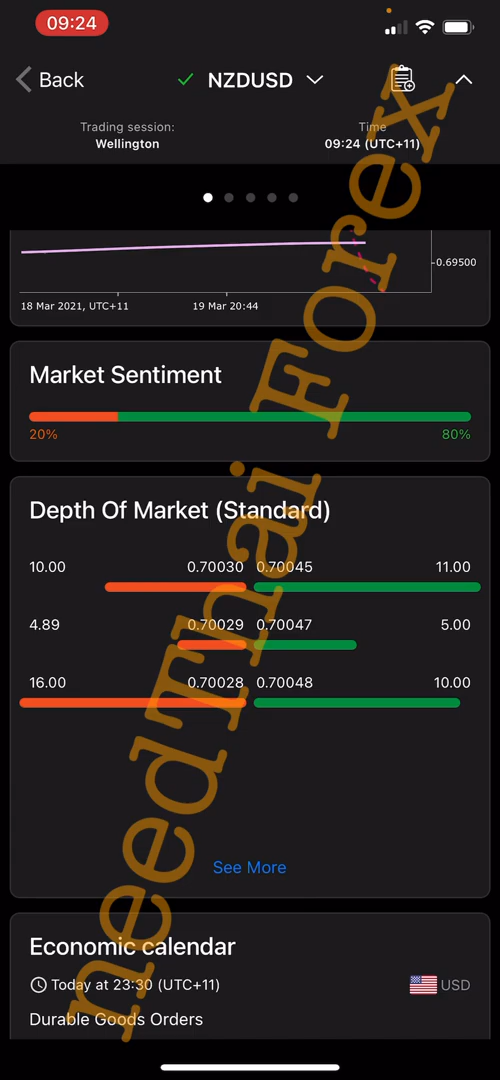 09:24
Back
NZDUSD
Trading session:
Time
Wellington
09:24 (UTC+11)
0.69500
18 Mar 2021, UTC+11
19 Mar 20:44
Market Sentiment
20%
80%
Depth Of Market (Standard)
10.00
0.70030
0.70045
11.00
4.89
0.70029
0.70047
5.00
16.00
0.70028
0.70048
10.00
See More
Economic calendar
Today at 23:30 (UTC+11)
USD
Durable Goods Orders
needThai Forex